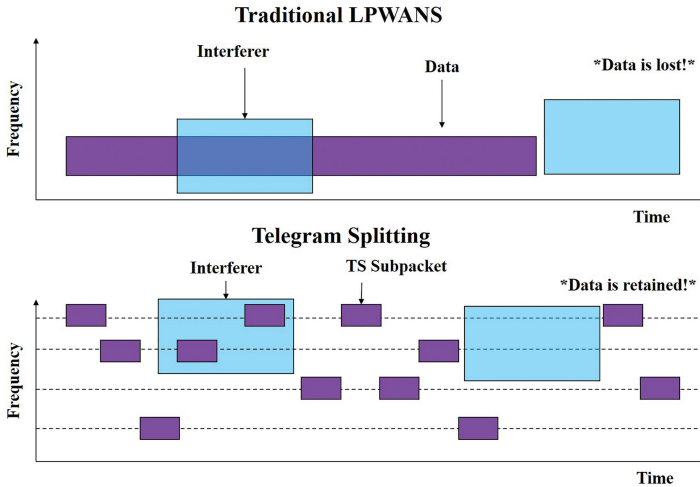 Traditional LPWANS
Interferer
Data
*Data is lost!*
Frequency
Time
Telegram Splitting
Interferer
TS Subpacket
*Data is retained!*
Frequency
Time